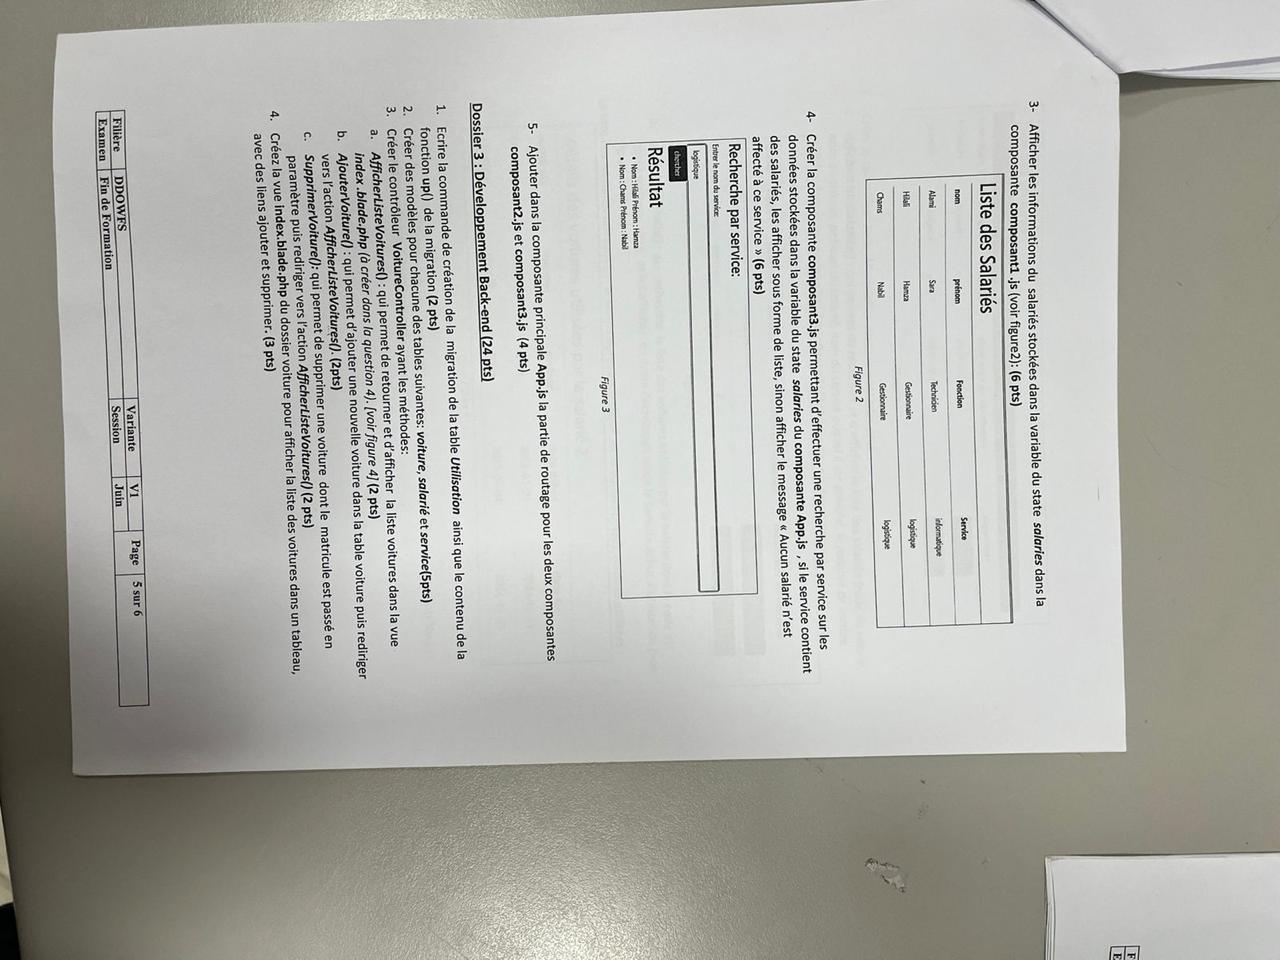 3- Afficher les informations du salariés stockées dans la variable du state salaries dans la
composante composant1 .js (voir figure2): (6 pts)
Liste des Salariés
nom prénom Fonction Service
Alami Sara Technicien informatique
Hilali Hamza Gestionnaire logistique
Chams Nabil Gestionnaire logistique
Figure 2
4- Créer la composante composant3.js permettant d'effectuer une recherche par service sur les
données stockées dans la variable du state salaries du composante App.js , si le service contient
des salariés, les afficher sous forme de liste, sinon afficher le message « Aucun salarié n'est
affecté à ce service » (6 pts)
Recherche par service:
Entrer le nom du service:
logistique
chercher
Résultat
• Nom : Hilali Prénom : Hamza
• Nom : Chams Prénom : Nabil
Figure 3
5- Ajouter dans la composante principale App.js la partie de routage pour les deux composantes
composant2.js et composant3.js (4 pts)
Dossier 3 : Développement Back-end (24 pts)
1. Ecrire la commande de création de la migration de la table Utilisation ainsi que le contenu de la
fonction up() de la migration (2 pts)
2. Créer des modèles pour chacune des tables suivantes: voiture, salarié et service(5pts)
3. Créer le contrôleur VoitureController ayant les méthodes:
a. AfficherListeVoitures() : qui permet de retourner et d'afficher la liste voitures dans la vue
index .blade.php (à créer dans la question 4). [voir figure 4] (2 pts)
b. AjouterVoiture() : qui permet d'ajouter une nouvelle voiture dans la table voiture puis rediriger
vers l'action AfficherListeVoitures(). (2pts)
c. SupprimerVoiture(): qui permet de supprimer une voiture dont le matricule est passé en
paramètre puis rediriger vers l'action AfficherListeVoitures() (2 pts)
4. Créez la vue index.blade.php du dossier voiture pour afficher la liste des voitures dans un tableau,
avec des liens ajouter et supprimer. (3 pts)
Filière DDOWFS Variante V1 Page 5 sur 6
Examen Fin de Formation Session Juin
F
E